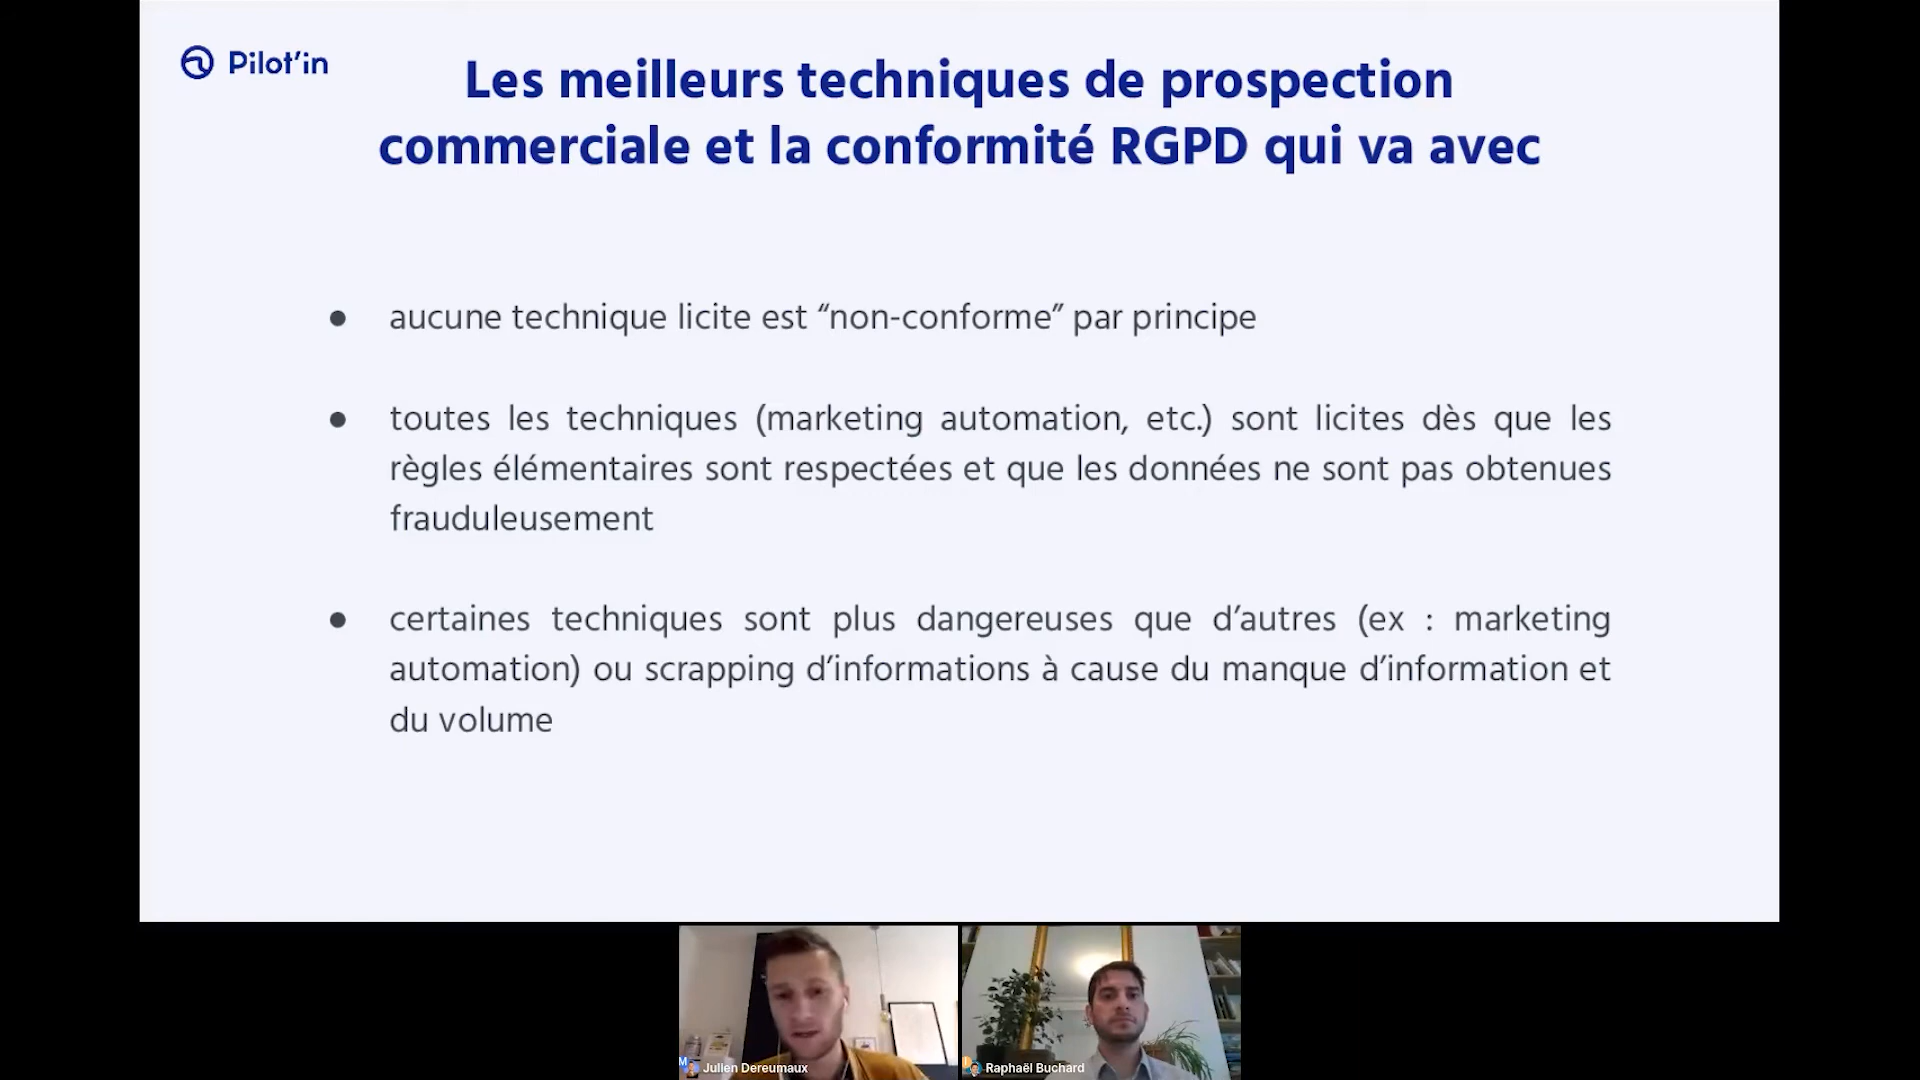 Pilot'in
Les meilleurs techniques de prospection
commerciale et la conformité RGPD qui va avec
● aucune technique licite est “non-conforme” par principe
● toutes les techniques (marketing automation, etc.) sont licites dès que les
règles élémentaires sont respectées et que les données ne sont pas obtenues
frauduleusement
● certaines techniques sont plus dangereuses que d’autres (ex : marketing
automation) ou scrapping d’informations à cause du manque d’information et
du volume
Julien Dereumaux
Raphaël Buchard